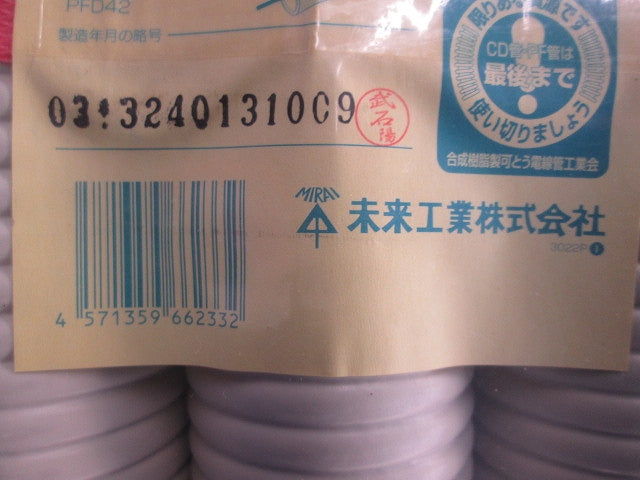 PFD42
製造年月の略号
03:3240131009
武石陽
限りある資源です
CD管・PF管は
最後まで
使い切りましょう
合成樹脂製可とう電線管工業会
MIRAI
未来工業株式会社
3022P 1
4 571359 662332